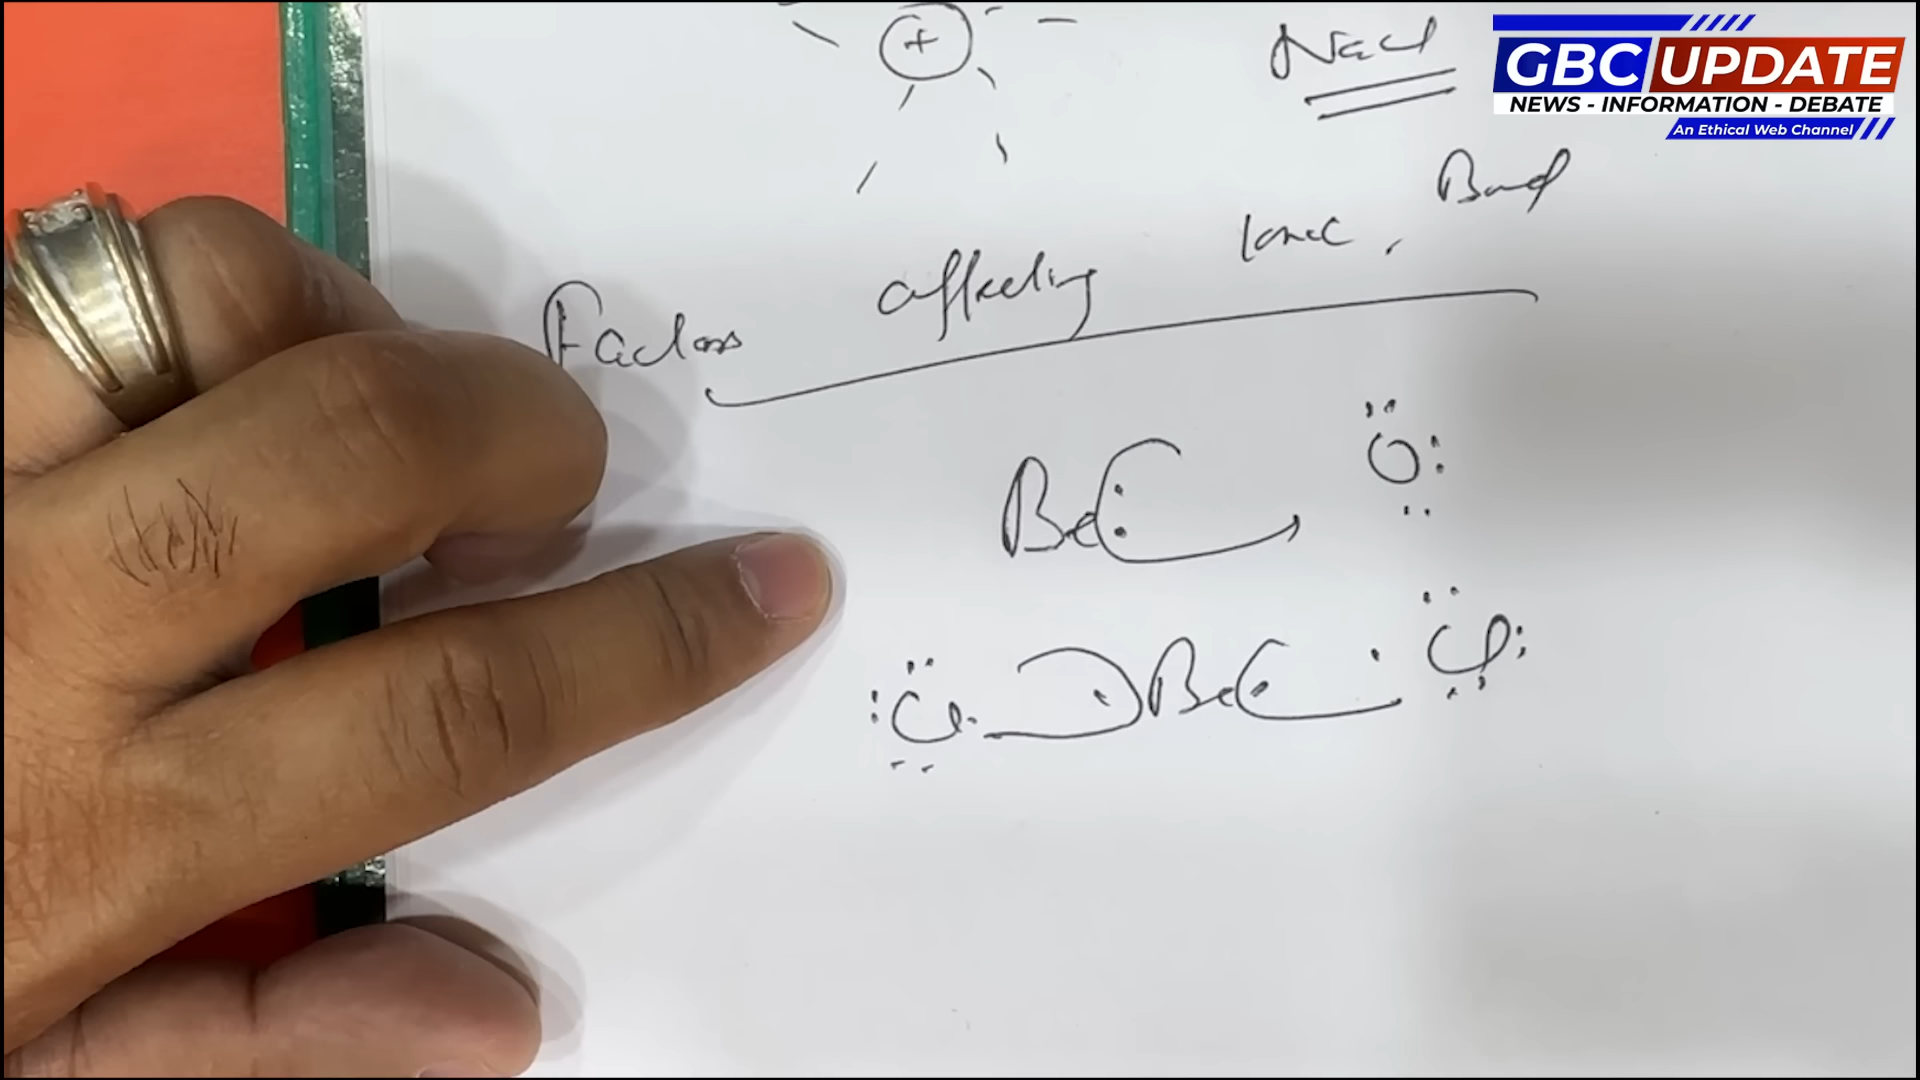 +
NaCl
GBC UPDATE
NEWS - INFORMATION - DEBATE
An Ethical Web Channel
Factors affecting Ionic. Bond
Be: O:
:Cl. .Be. .Cl: